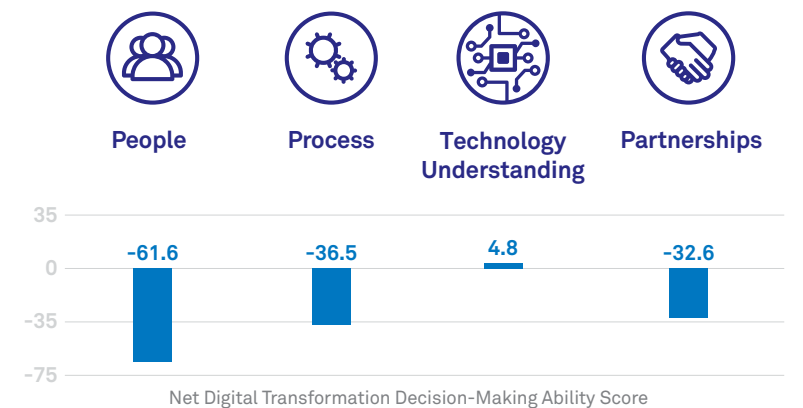 People
Process
Technology
Understanding
Partnerships
35
-61.6
-36.5
4.8
-32.6
0
-35
-75
Net Digital Transformation Decision-Making Ability Score